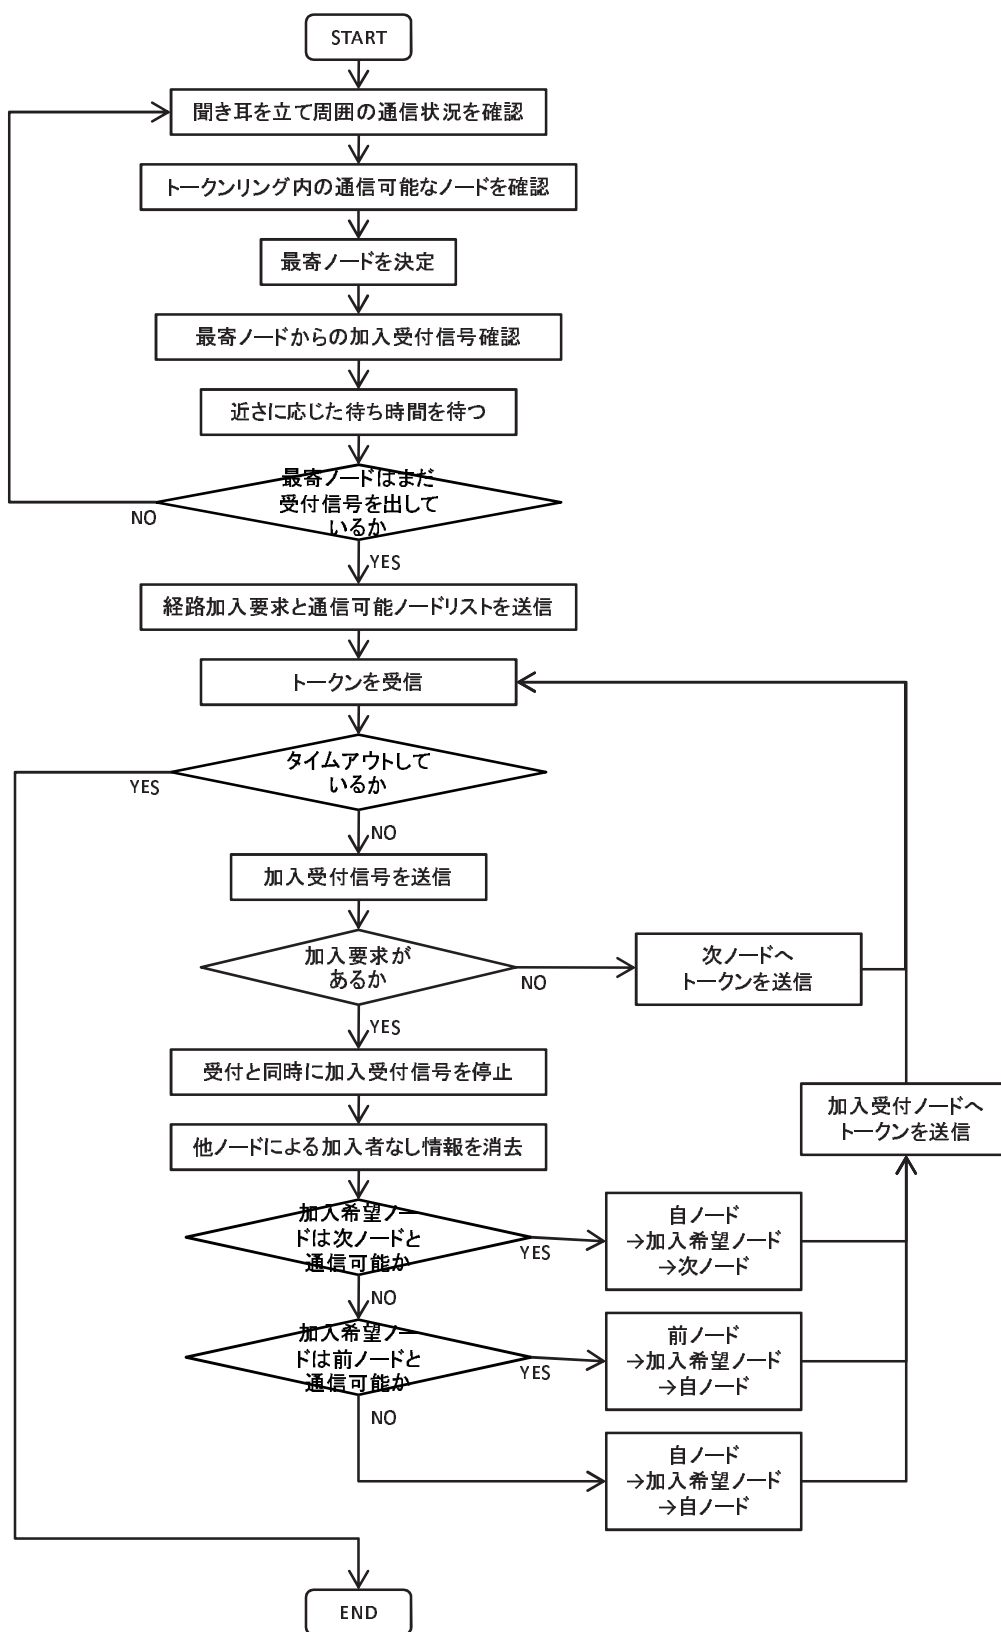 START
聞き耳を立て周囲の通信状況を確認
トークンリング内の通信可能なノードを確認
最寄ノードを決定
最寄ノードからの加入受付信号確認
近さに応じた待ち時間を待つ
最寄ノードはまだ
受付信号を出して
いるか
NO
YES
経路加入要求と通信可能ノードリストを送信
トークンを受信
タイムアウトして
いるか
YES
NO
加入受付信号を送信
加入要求が
あるか
NO
次ノードへ
トークンを送信
YES
受付と同時に加入受付信号を停止
加入受付ノードへ
トークンを送信
他ノードによる加入者なし情報を消去
加入希望ノー
ドは次ノードと
通信可能か
YES
自ノード
→加入希望ノード
→次ノード
NO
加入希望ノー
ドは前ノードと
通信可能か
YES
前ノード
→加入希望ノード
→自ノード
NO
自ノード
→加入希望ノード
→自ノード
END